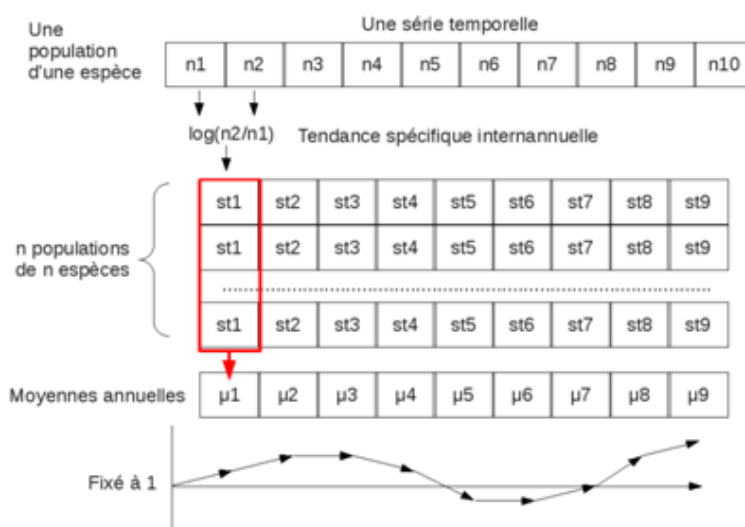 Une population d'une espèce
Une série temporelle
n1 n2 n3 n4 n5 n6 n7 n8 n9 n10
log(n2/n1) Tendance spécifique internannuelle
n populations de n espèces
st1 st2 st3 st4 st5 st6 st7 st8 st9
st1 st2 st3 st4 st5 st6 st7 st8 st9
st1 st2 st3 st4 st5 st6 st7 st8 st9
Moyennes annuelles µ1 µ2 µ3 µ4 µ5 µ6 µ7 µ8 µ9
Fixé à 1